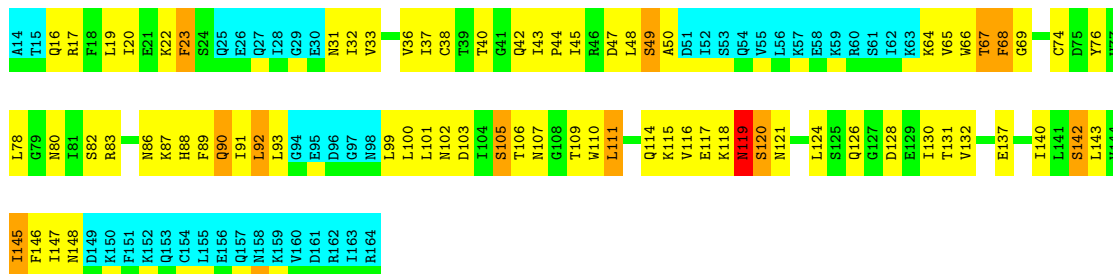 A14 T15 Q16 R17 F18 L19 I20 E21 K22 F23 S24 Q25 E26 Q27 I28 G29 E30 N31 I32 V33 V36 I37 C38 T39 T40 G41 Q42 I43 P44 I45 R46 D47 L48 S49 A50 D51 I52 S53 Q54 V55 L56 K57 E58 K59 R60 S61 I62 K63 K64 V65 W66 T67 F68 G69 C74 D75 Y76
L78 G79 N80 I81 S82 R83 N86 K87 H88 F89 Q90 I91 L92 L93 G94 E95 D96 G97 N98 L99 L100 L101 N102 D103 I104 S105 T106 N107 G108 T109 W110 L111 Q114 K115 V116 E117 K118 N119 S120 N121 L124 S125 Q126 G127 D128 E129 I130 T131 V132 E137 I140 L141 S142 L143
I145 F146 I147 N148 D149 K150 F151 K152 Q153 C154 L155 E156 Q157 N158 K159 V160 D161 R162 I163 R164